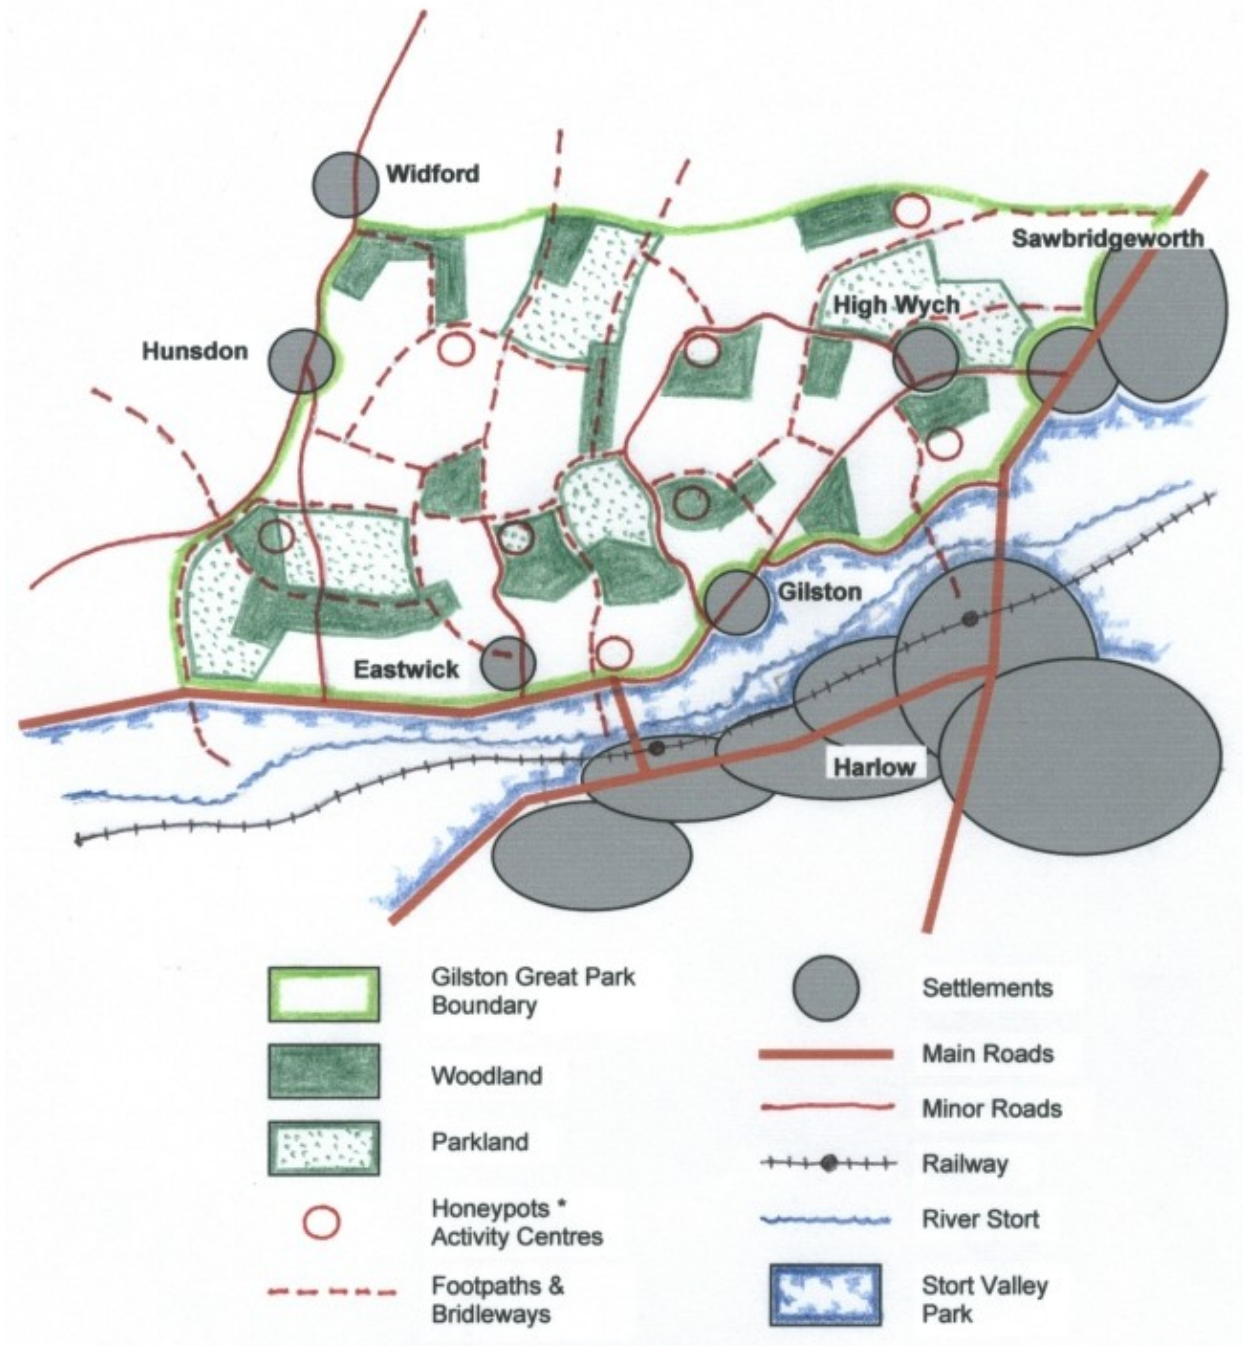 Widford
Sawbridgeworth
High Wych
Hunsdon
Gilston
Eastwick
Harlow
Gilston Great Park
Boundary
Woodland
Parkland
Honeypots *
Activity Centres
Footpaths &
Bridleways
Settlements
Main Roads
Minor Roads
Railway
River Stort
Stort Valley
Park